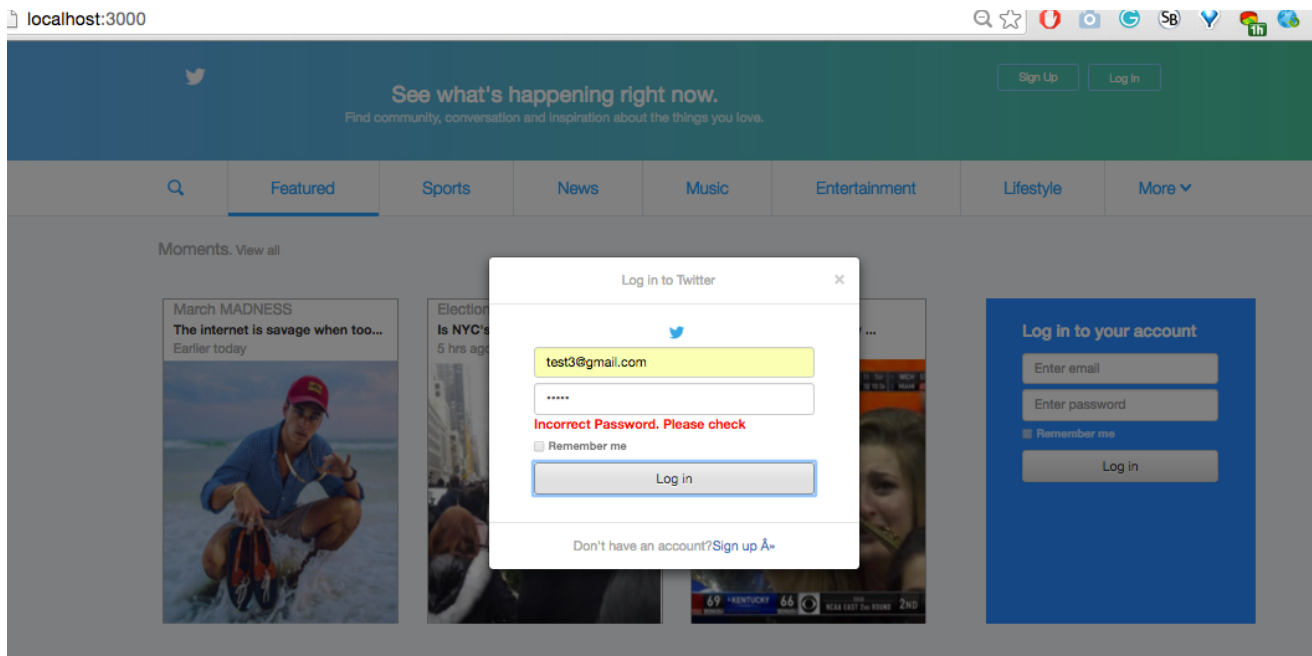 localhost:3000
1h
See what's happening right now.
Find community, conversation and inspiration about the things you love.
Sign Up
Log In
Featured
Sports
News
Music
Entertainment
Lifestyle
More
Moments. View all
March MADNESS
The internet is savage when too...
Earlier today
Election
Is NYC's
5 hrs ago
...
Log in to Twitter
×
test3@gmail.com
•••••
Incorrect Password. Please check
Remember me
Log in
Don't have an account?Sign up Â»
69 KENTUCKY 66
NCAA EAST 2ND ROUND 2ND
Log in to your account
Enter email
Enter password
Remember me
Log in